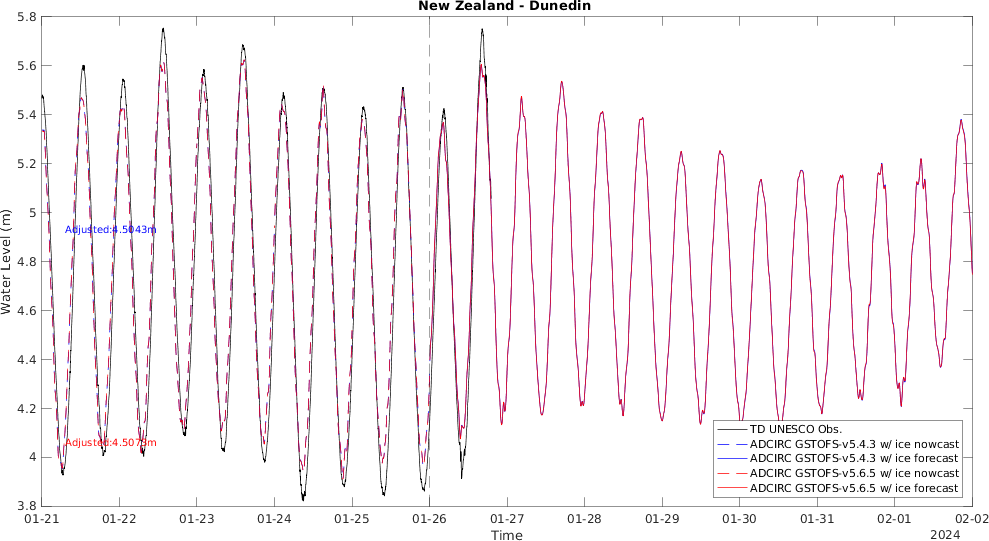 New Zealand - Dunedin
5.8
5.6
5.4
5.2
5
4.8
4.6
4.4
4.2
4
3.8
Water Level (m)
Adjusted:4.5043m
Adjusted:4.5073m
TD UNESCO Obs.
ADCIRC GSTOFS-v5.4.3 w/ ice nowcast
ADCIRC GSTOFS-v5.4.3 w/ ice forecast
ADCIRC GSTOFS-v5.6.5 w/ ice nowcast
ADCIRC GSTOFS-v5.6.5 w/ ice forecast
01-21 01-22 01-23 01-24 01-25 01-26 01-27 01-28 01-29 01-30 01-31 02-01 02-02
Time
2024